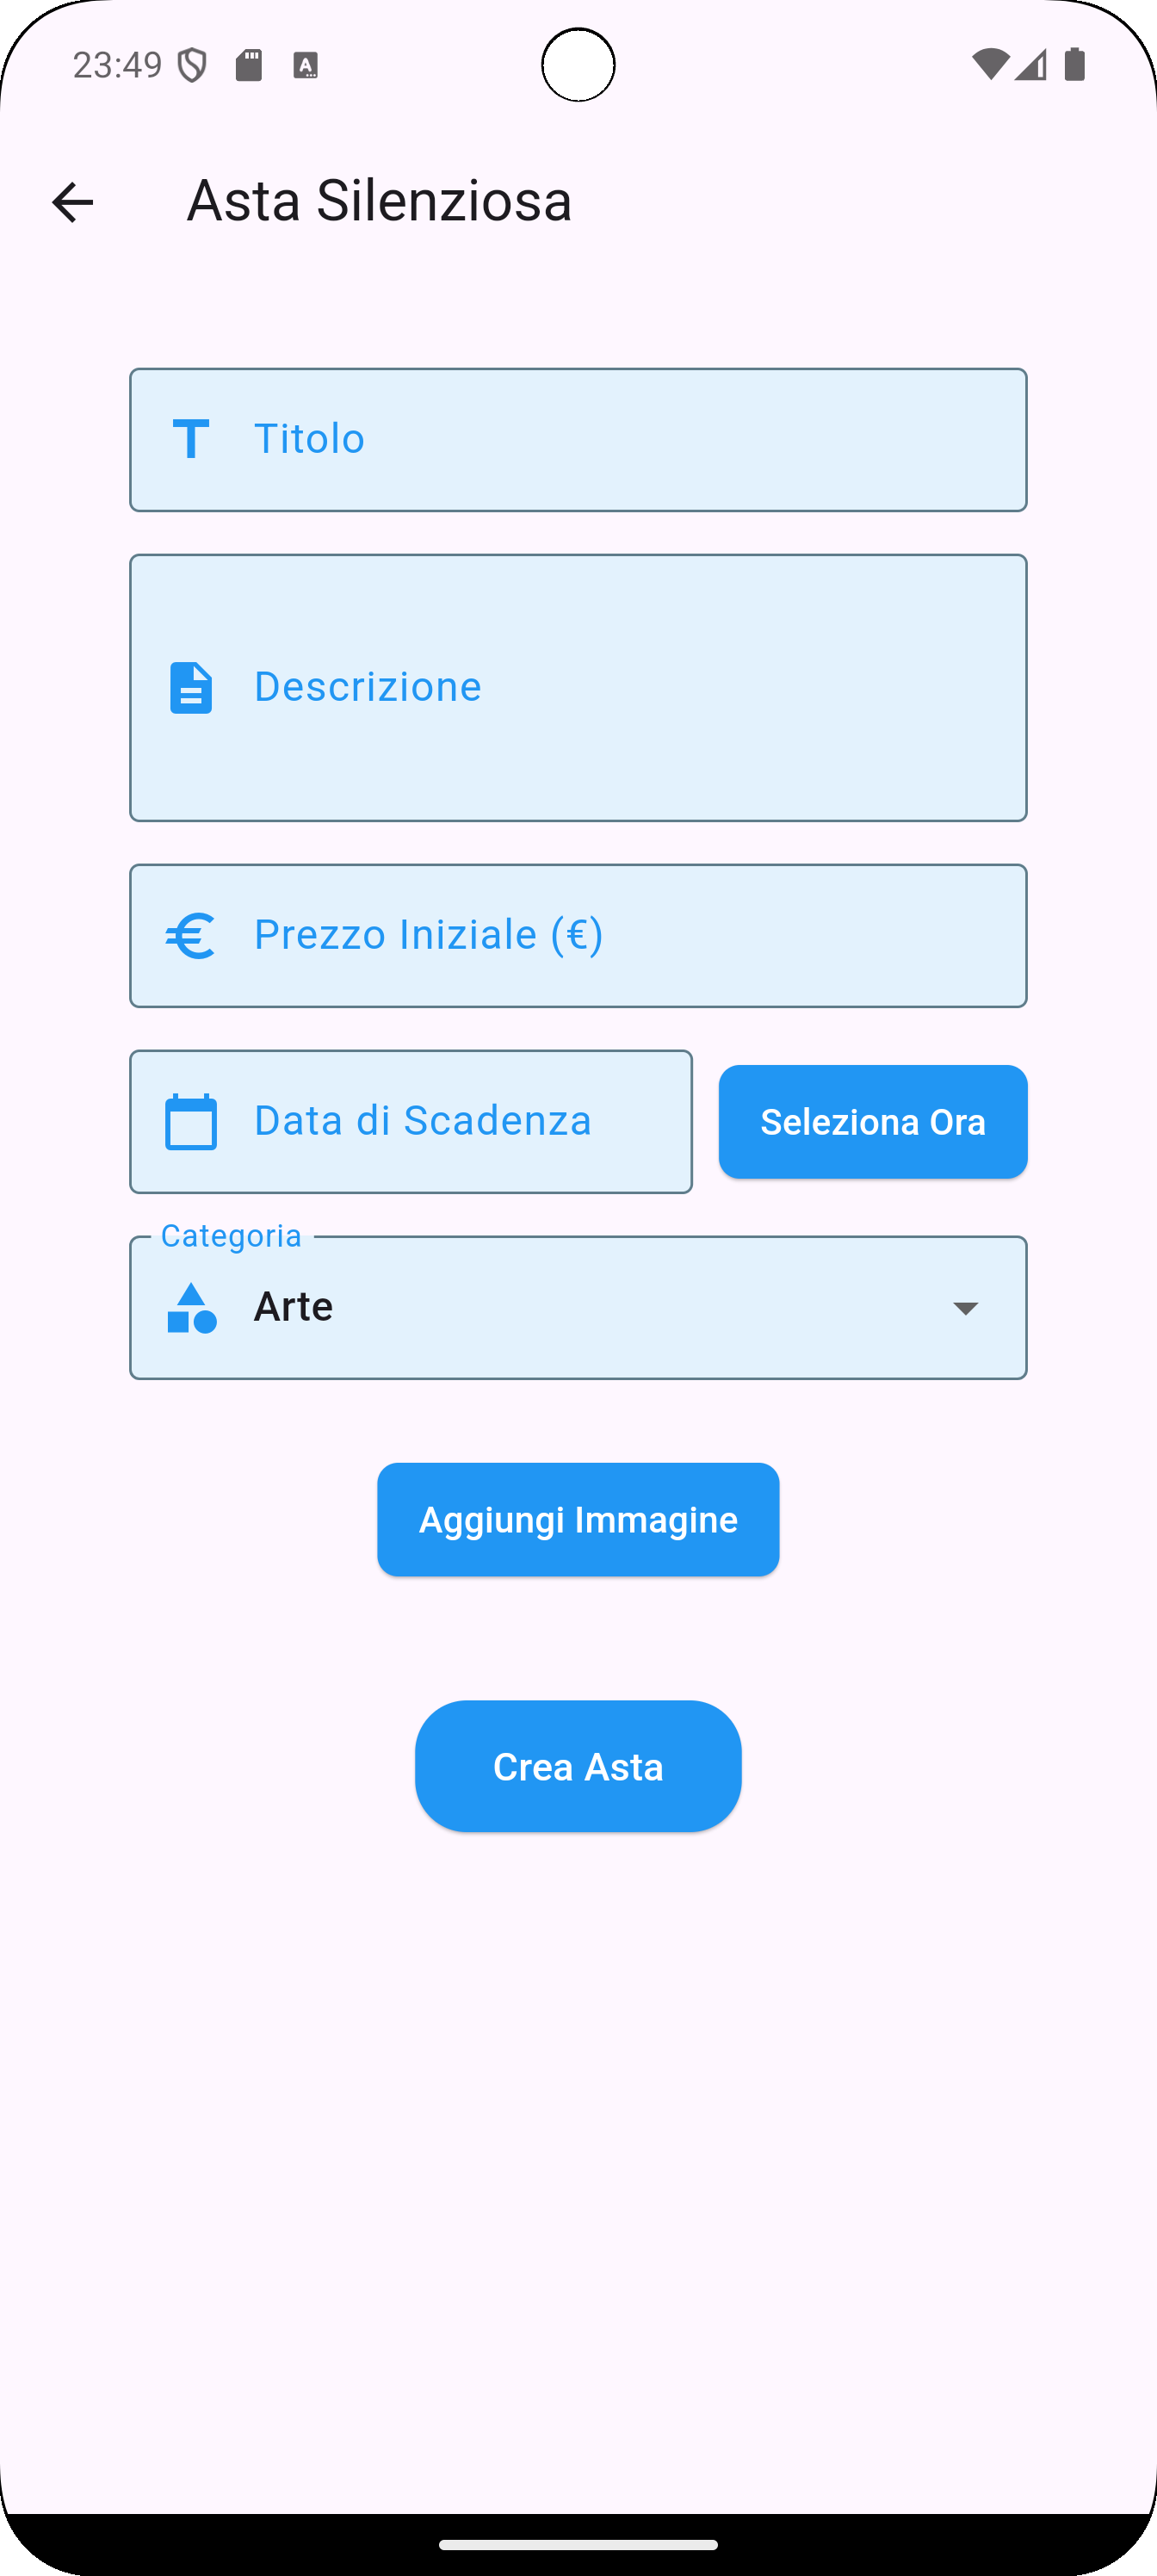 23:49
Asta Silenziosa
Titolo
Descrizione
Prezzo Iniziale (€)
Data di Scadenza
Seleziona Ora
Categoria
Arte
Aggiungi Immagine
Crea Asta